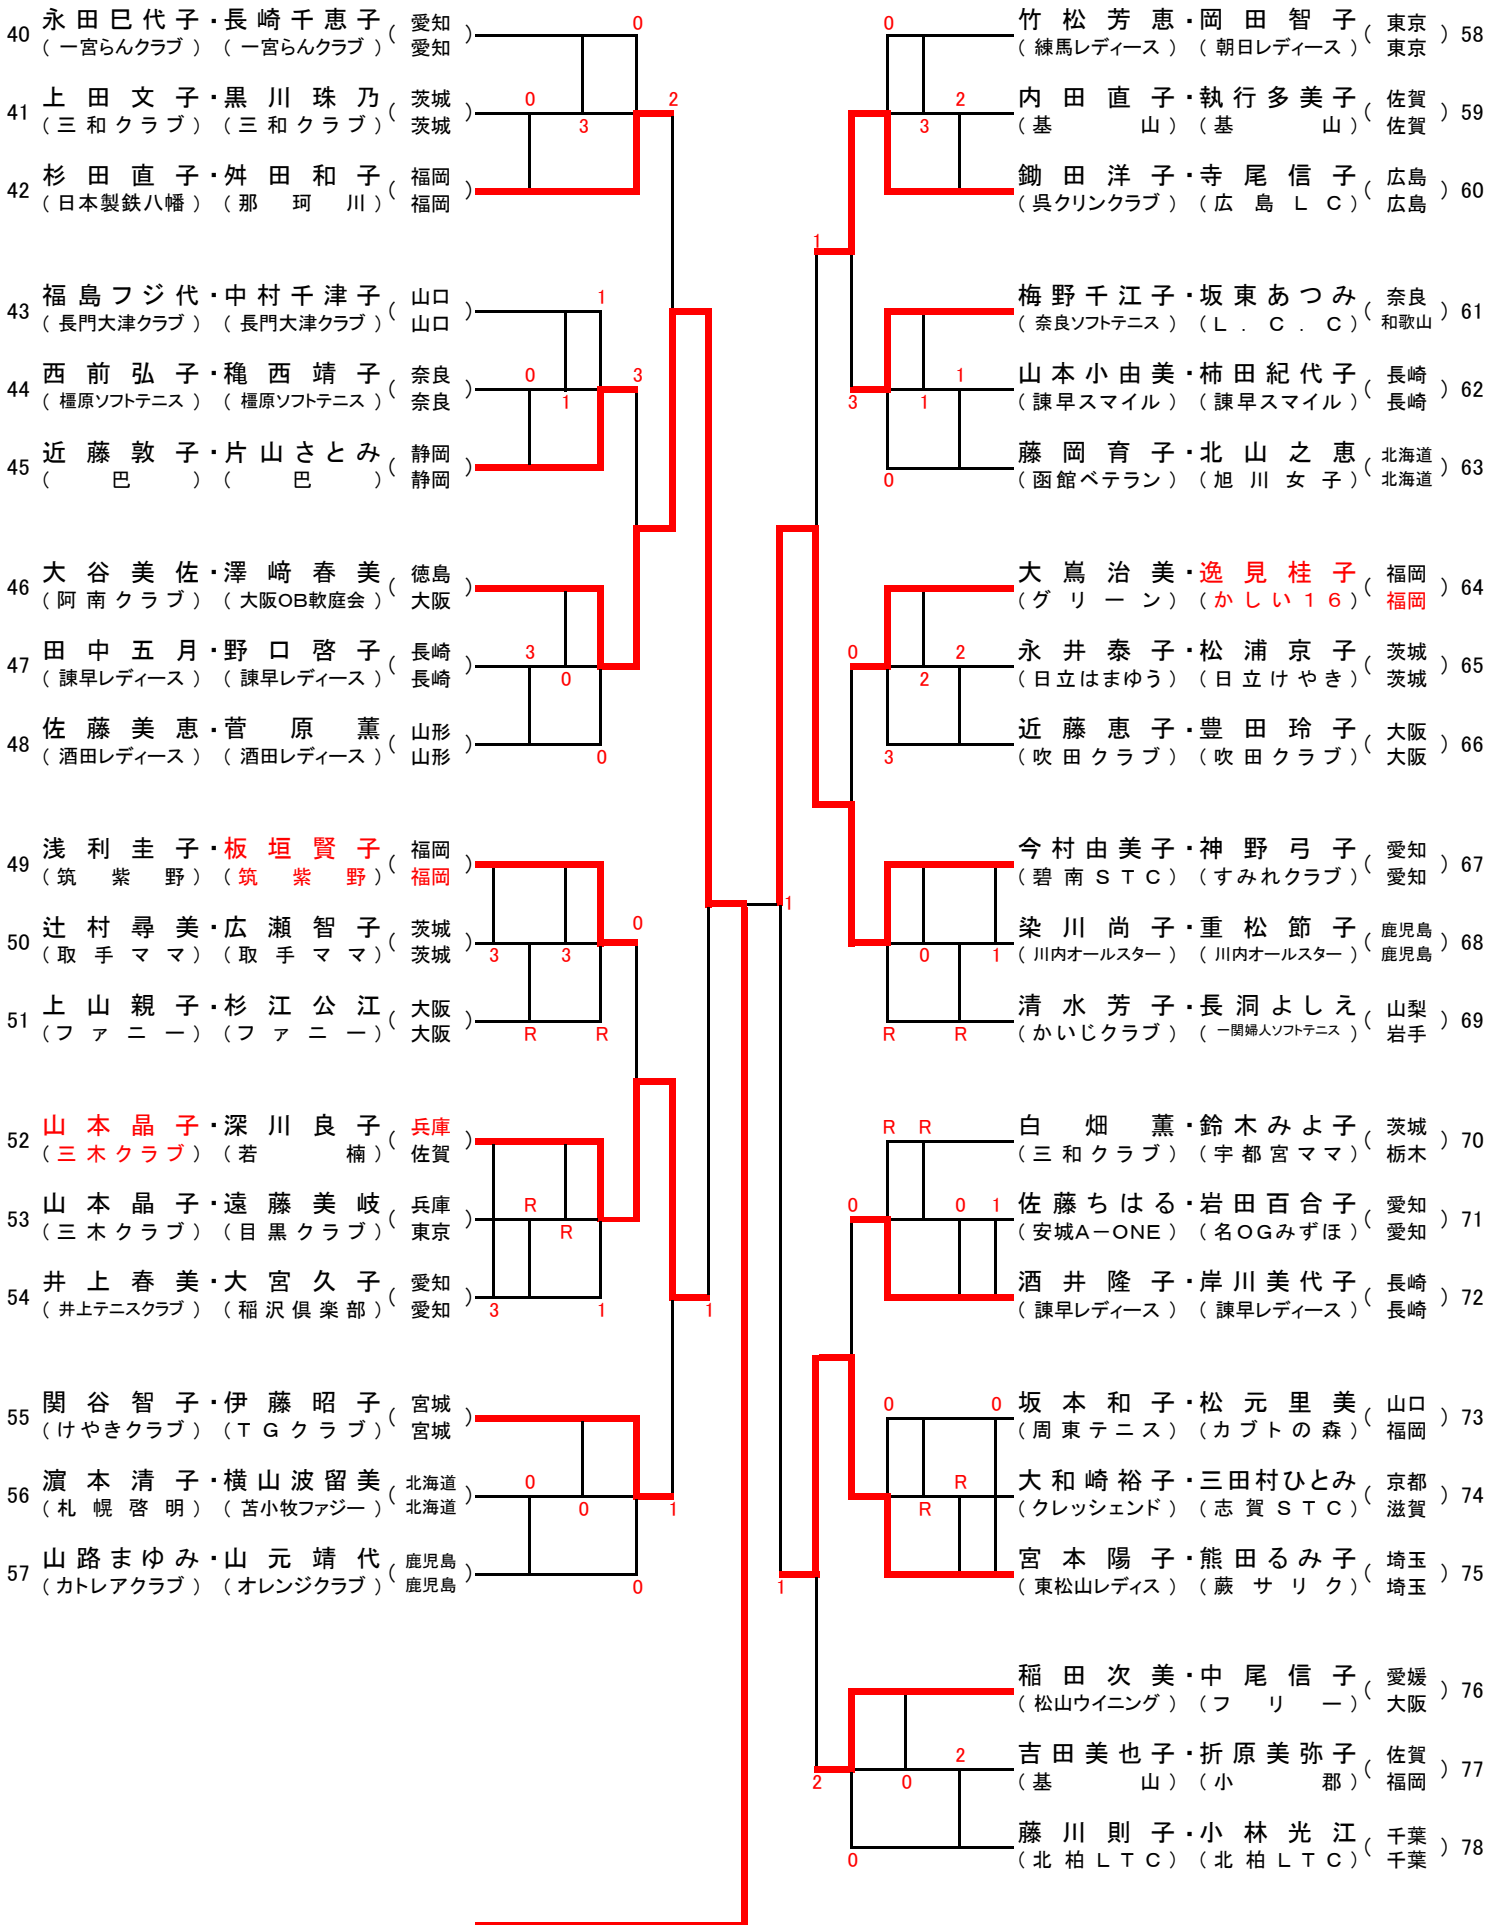 40 永田巳代子・長崎千恵子 ( 愛知 )
( 一宮らんクラブ ) ( 一宮らんクラブ ) 愛知
0
41 上田文子・黒川珠乃 ( 茨城 )
( 三和クラブ ) ( 三和クラブ ) 茨城
0 2
3
42 杉田直子・舛田和子 ( 福岡 )
( 日本製鉄八幡 ) ( 那珂川 ) 福岡
43 福島フジ代・中村千津子 ( 山口 )
( 長門大津クラブ ) ( 長門大津クラブ ) 山口
1
44 西前弘子・穐西靖子 ( 奈良 )
( 橿原ソフトテニス ) ( 橿原ソフトテニス ) 奈良
0 3
1
45 近藤敦子・片山さとみ ( 静岡 )
( 巴 ) ( 巴 ) 静岡
46 大谷美佐・澤﨑春美 ( 徳島 )
( 阿南クラブ ) ( 大阪OB軟庭会 ) 大阪
47 田中五月・野口啓子 ( 長崎 )
( 諫早レディース ) ( 諫早レディース ) 長崎
3
0
48 佐藤美恵・菅原薫 ( 山形 )
( 酒田レディース ) ( 酒田レディース ) 山形
0
49 浅利圭子・板垣賢子 ( 福岡 )
( 筑紫野 ) ( 筑紫野 ) 福岡
50 辻村尋美・広瀬智子 ( 茨城 )
( 取手ママ ) ( 取手ママ ) 茨城
0
3 3
51 上山親子・杉江公江 ( 大阪 )
( ファニー ) ( ファニー ) 大阪
R R
52 山本晶子・深川良子 ( 兵庫 )
( 三木クラブ ) ( 若楠 ) 佐賀
53 山本晶子・遠藤美岐 ( 兵庫 )
( 三木クラブ ) ( 目黒クラブ ) 東京
R
R
54 井上春美・大宮久子 ( 愛知 )
( 井上テニスクラブ ) ( 稲沢倶楽部 ) 愛知
3 1 1
55 関谷智子・伊藤昭子 ( 宮城 )
( けやきクラブ ) ( TGクラブ ) 宮城
56 濵本清子・横山波留美 ( 北海道 )
( 札幌啓明 ) ( 苫小牧ファジー ) 北海道
0
0 1
57 山路まゆみ・山元靖代 ( 鹿児島 )
( カトレアクラブ ) ( オレンジクラブ ) 鹿児島
0
0
竹松芳恵・岡田智子 ( 東京 ) 58
( 練馬レディース ) ( 朝日レディース ) 東京
2
3
内田直子・執行多美子 ( 佐賀 ) 59
( 基山 ) ( 基山 ) 佐賀
鋤田洋子・寺尾信子 ( 広島 ) 60
( 呉クリンクラブ ) ( 広島LC ) 広島
1
梅野千江子・坂東あつみ ( 奈良 ) 61
( 奈良ソフトテニス ) ( L.C.C ) 和歌山
1
3 1
山本小由美・柿田紀代子 ( 長崎 ) 62
( 諫早スマイル ) ( 諫早スマイル ) 長崎
藤岡育子・北山之恵 ( 北海道 ) 63
( 函館ベテラン ) ( 旭川女子 ) 北海道
0
大嶌治美・逸見桂子 ( 福岡 ) 64
( グリーン ) ( かしい16 ) 福岡
0 2
2
永井泰子・松浦京子 ( 茨城 ) 65
( 日立はまゆう ) ( 日立けやき ) 茨城
近藤恵子・豊田玲子 ( 大阪 ) 66
( 吹田クラブ ) ( 吹田クラブ ) 大阪
3
今村由美子・神野弓子 ( 愛知 ) 67
( 碧南STC ) ( すみれクラブ ) 愛知
1
染川尚子・重松節子 ( 鹿児島 ) 68
( 川内オールスター ) ( 川内オールスター ) 鹿児島
0 1
清水芳子・長洞よしえ ( 山梨 ) 69
( かいじクラブ ) ( 一関婦人ソフトテニス ) 岩手
R R
R R
白畑薫・鈴木みよ子 ( 茨城 ) 70
( 三和クラブ ) ( 宇都宮ママ ) 栃木
0 0 1
佐藤ちはる・岩田百合子 ( 愛知 ) 71
( 安城A－ONE ) ( 名OGみずほ ) 愛知
酒井隆子・岸川美代子 ( 長崎 ) 72
( 諫早レディース ) ( 諫早レディース ) 長崎
0 0
坂本和子・松元里美 ( 山口 ) 73
( 周東テニス ) ( カブトの森 ) 福岡
R
R
大和崎裕子・三田村ひとみ ( 京都 ) 74
( クレッシェンド ) ( 志賀STC ) 滋賀
宮本陽子・熊田るみ子 ( 埼玉 ) 75
( 東松山レディス ) ( 蕨サリク ) 埼玉
1
稲田次美・中尾信子 ( 愛媛 ) 76
( 松山ウイニング ) ( フリー ) 大阪
2
2 0
吉田美也子・折原美弥子 ( 佐賀 ) 77
( 基山 ) ( 小郡 ) 福岡
藤川則子・小林光江 ( 千葉 ) 78
( 北柏LTC ) ( 北柏LTC ) 千葉
0